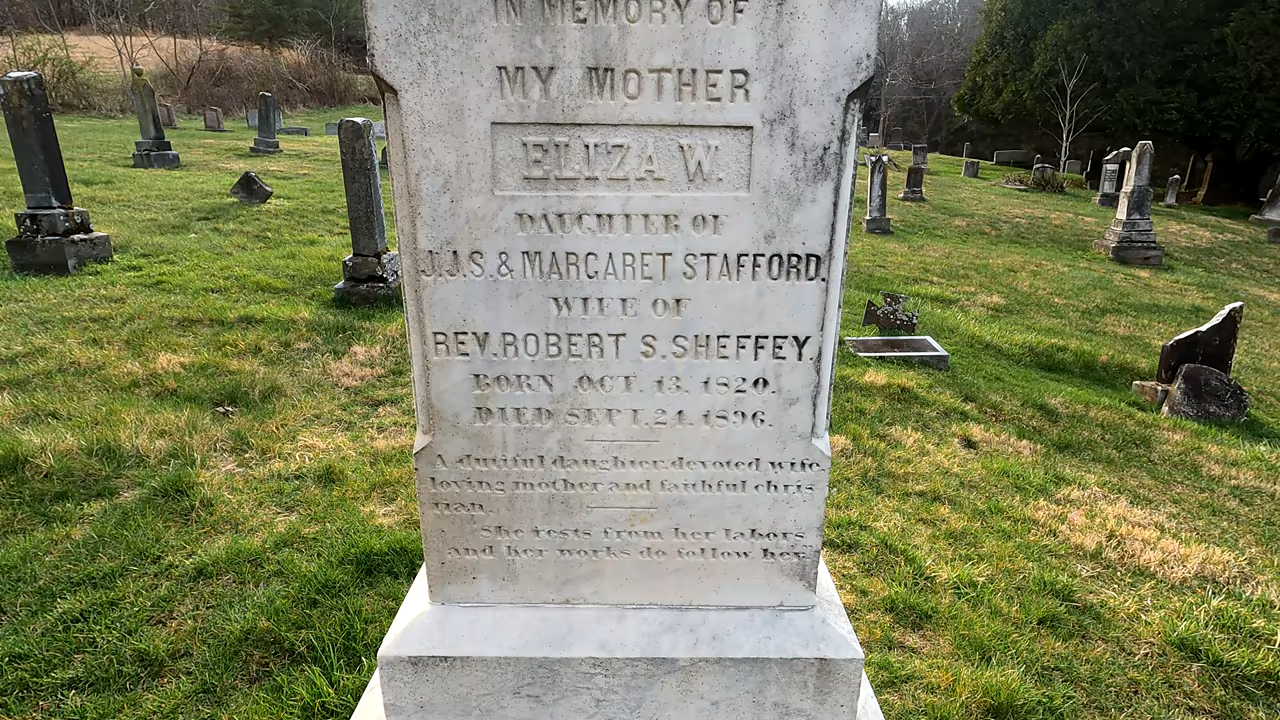 IN MEMORY OF
MY MOTHER
ELIZA W.
DAUGHTER OF
J.J.S. & MARGARET STAFFORD.
WIFE OF
REV. ROBERT S. SHEFFEY.
BORN OCT. 13. 1820.
DIED SEPT. 21. 1896.
A dutiful daughter, devoted wife,
loving mother and faithful chris
tian.
She rests from her labors
and her works do follow her.